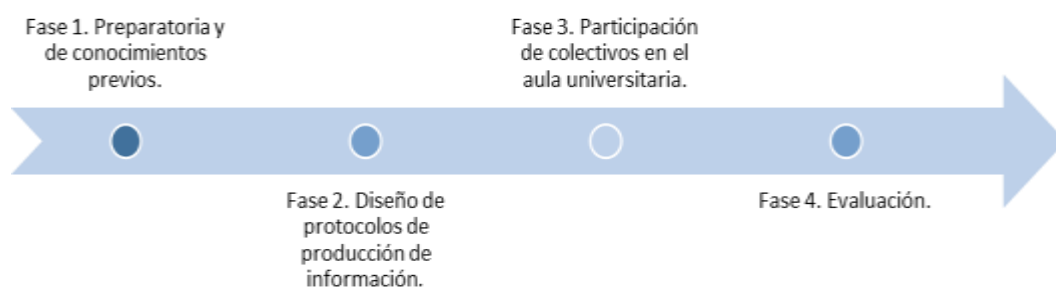 Fase 1. Preparatoria y
de conocimientos
previos.
Fase 2. Diseño de
protocolos de
producción de
información.
Fase 3. Participación
de colectivos en el
aula universitaria.
Fase 4. Evaluación.